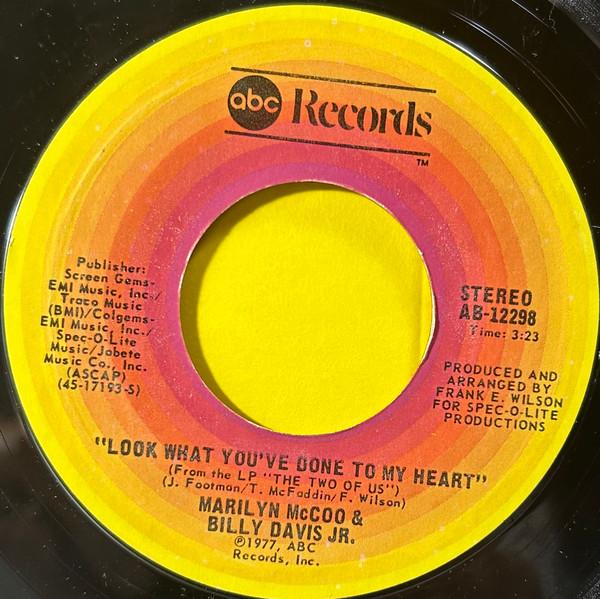 abc Records
TM
Publisher:
Screen Gems-
EMI Music, Inc./
Traco Music
(BMI)/Colgems-
EMI Music, Inc./
Spec-O-Lite
Music/Jobete
Music Co., Inc.
(ASCAP)
(45-17193-S)
STEREO
AB-12298
Time: 3:23
PRODUCED AND
ARRANGED BY
FRANK E. WILSON
FOR SPEC-O-LITE
PRODUCTIONS
"LOOK WHAT YOU'VE DONE TO MY HEART"
(From the LP "THE TWO OF US")
(J. Footman/T. McFaddin/F. Wilson)
MARILYN McCOO &
BILLY DAVIS JR.
℗1977, ABC
Records, Inc.